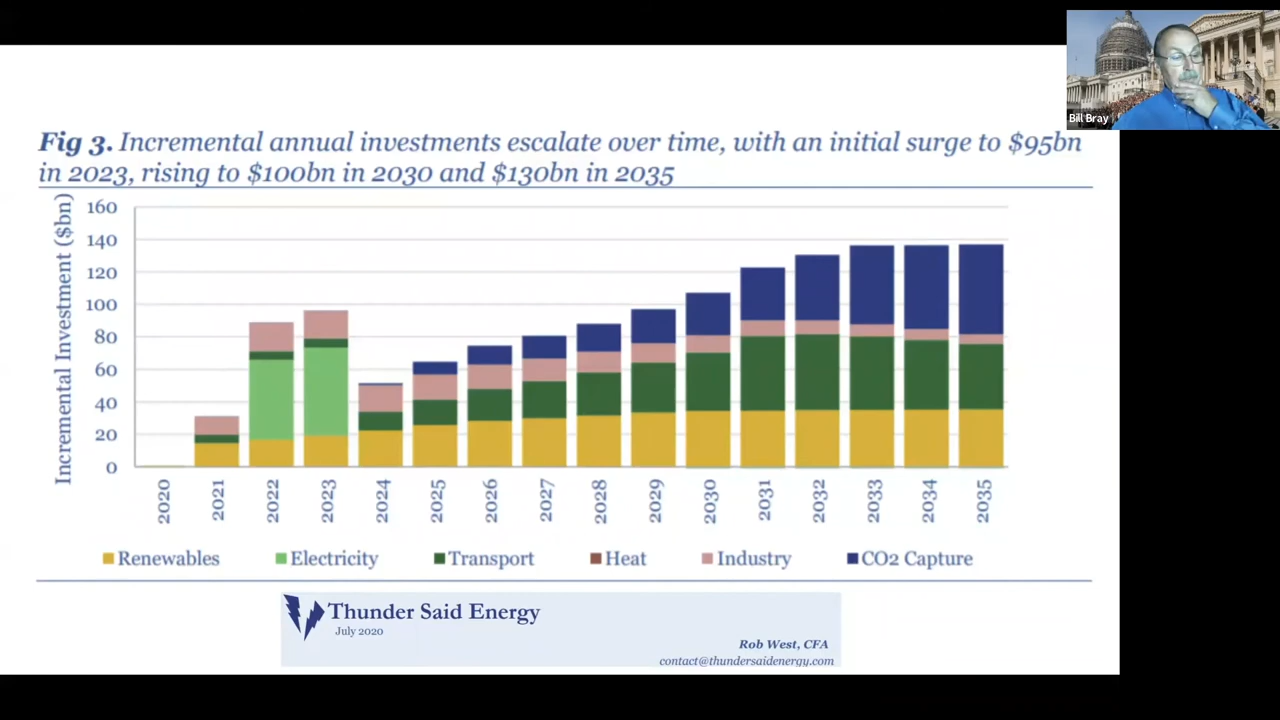 Bill Bray
Fig 3. Incremental annual investments escalate over time, with an initial surge to $95bn
in 2023, rising to $100bn in 2030 and $130bn in 2035
Incremental Investment ($bn)
160
140
120
100
80
60
40
20
0
2020
2021
2022
2023
2024
2025
2026
2027
2028
2029
2030
2031
2032
2033
2034
2035
Renewables
Electricity
Transport
Heat
Industry
CO2 Capture
Thunder Said Energy
July 2020
Rob West, CFA
contact@thundersaidenergy.com